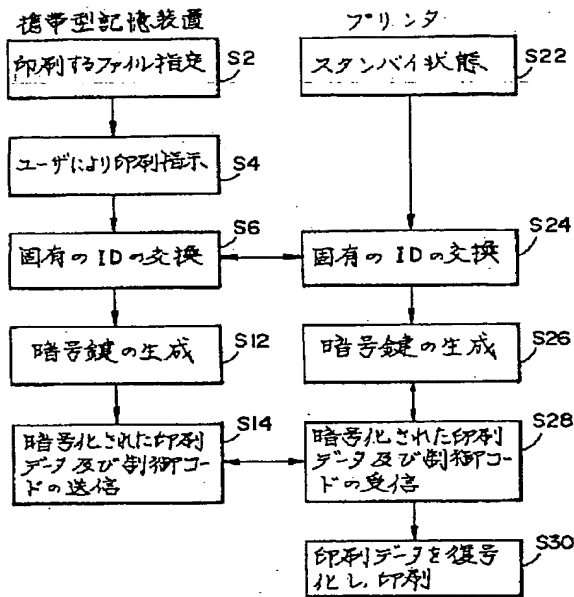 携帯型記憶装置
プリンタ
印刷するファイル指定
S2
スタンバイ状態
S22
ユーザにより印刷指示
S4
固有のIDの交換
S6
固有のIDの交換
S24
暗号鍵の生成
S12
暗号鍵の生成
S26
暗号化された印刷
データ及び制御コー
ドの送信
S14
暗号化された印刷
データ及び制御コー
ドの受信
S28
印刷データを復号
化し、印刷
S30